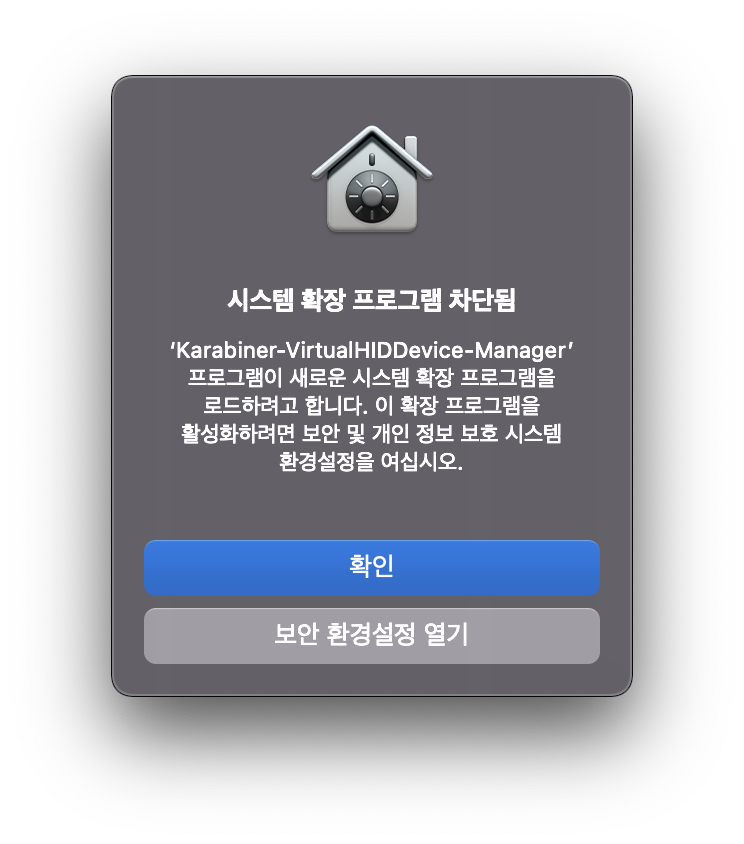 시스템 확장 프로그램 차단됨
‘Karabiner-VirtualHIDDevice-Manager’
프로그램이 새로운 시스템 확장 프로그램을
로드하려고 합니다. 이 확장 프로그램을
활성화하려면 보안 및 개인 정보 보호 시스템
환경설정을 여십시오.
확인
보안 환경설정 열기